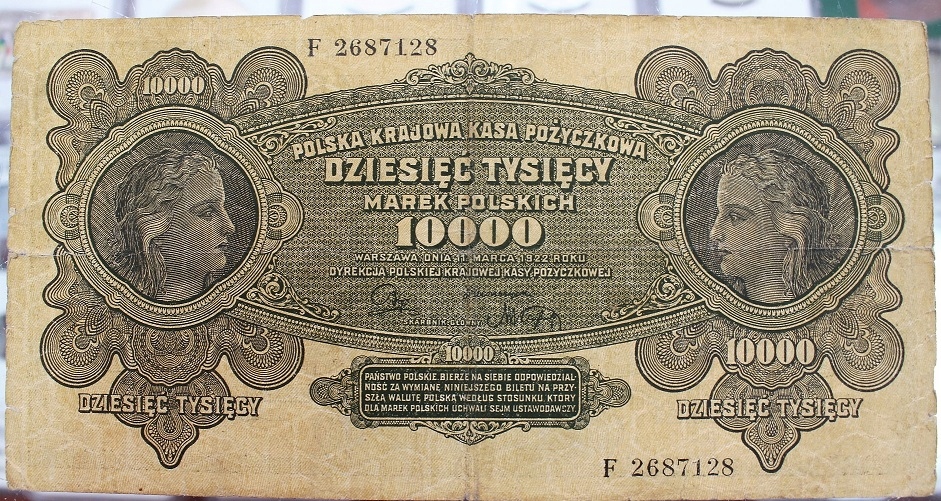 F 2687128
10000
POLSKA KRAJOWA KASA POŻYCZKOWA
DZIESIĘĆ TYSIĘCY
MAREK POLSKICH
10000
WARSZAWA DNIA 11 MARCA 1922 ROKU
DYREKCJA POLSKIEJ KRAJOWEJ KASY POŻYCZKOWEJ
SKARBNIK GŁÓWNY
10000
10000
PAŃSTWO POLSKIE BIERZE NA SIEBIE ODPOWIEDZIAL-
NOŚĆ ZA WYMIANĘ NINIEJSZEGO BILETU NA PRZY-
SZŁĄ WALUTĘ POLSKĄ WEDŁUG STOSUNKU, KTÓRY
DLA MAREK POLSKICH UCHWALI SEJM USTAWODAWCZY.
DZIESIĘĆ TYSIĘCY
DZIESIĘĆ TYSIĘCY
F 2687128